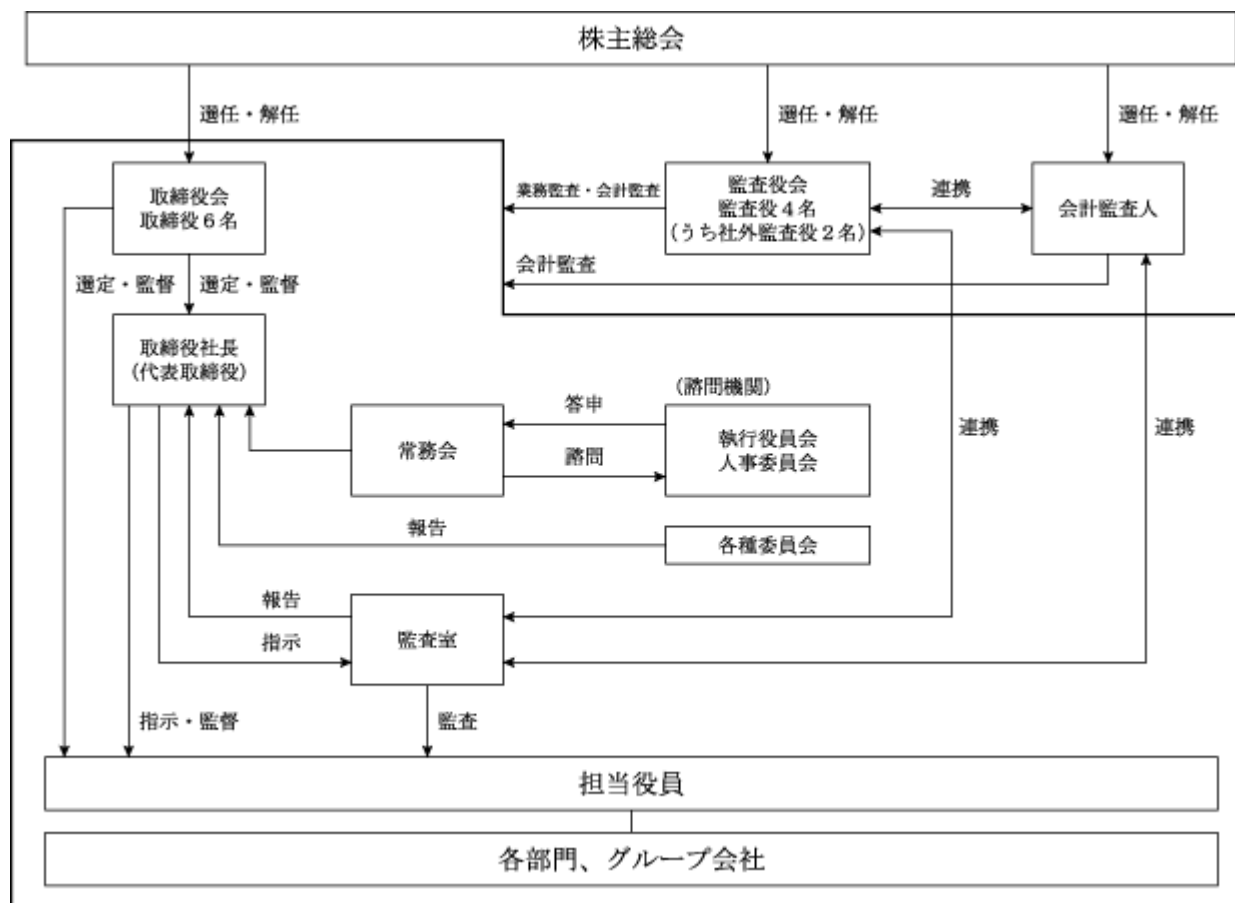 株主総会
選任・解任
選任・解任
選任・解任
取締役会
取締役6名
業務監査・会計監査
監査役会
監査役4名
(うち社外監査役2名)
連携
会計監査人
会計監査
選定・監督
選定・監督
取締役社長
(代表取締役)
(諮問機関)
答申
常務会
諮問
執行役員会
人事委員会
連携
連携
報告
各種委員会
報告
監査室
指示
指示・監督
監査
担当役員
各部門、グループ会社